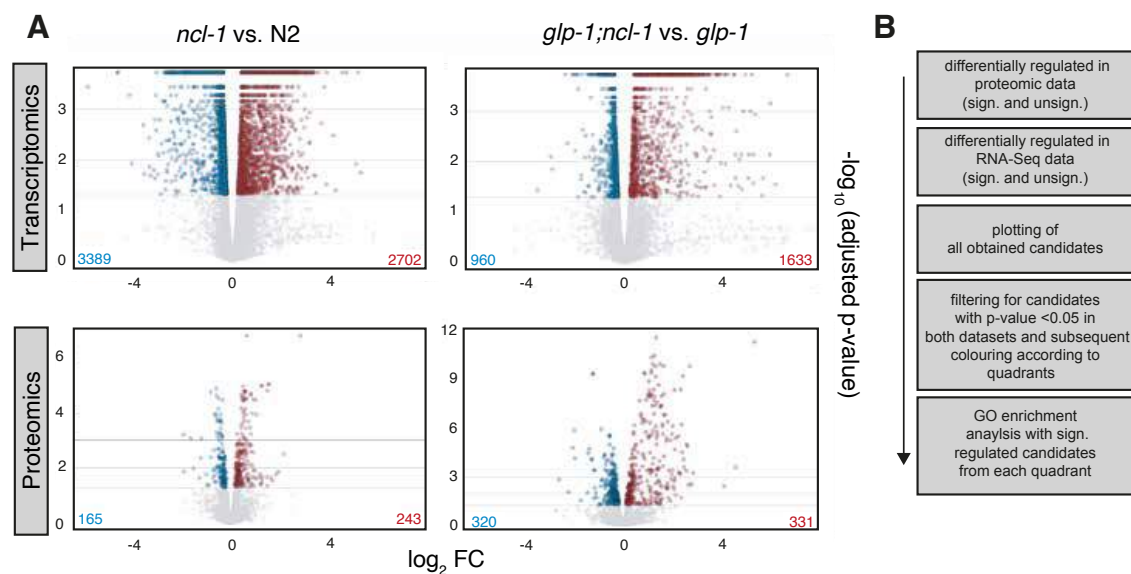 A
ncl-1 vs. N2
glp-1;ncl-1 vs. glp-1
B
Transcriptomics
3
2
1
0
3389
2702
-4
0
4
3
2
1
0
960
1633
-4
0
4
Proteomics
6
4
2
0
165
243
-4
0
4
12
9
6
3
0
320
331
-4
0
4
log2 FC
-log10 (adjusted p-value)
differentially regulated in
proteomic data
(sign. and unsign.)
differentially regulated in
RNA-Seq data
(sign. and unsign.)
plotting of
all obtained candidates
filtering for candidates
with p-value <0.05 in
both datasets and subsequent
colouring according to
quadrants
GO enrichment
anaylsis with sign.
regulated candidates
from each quadrant